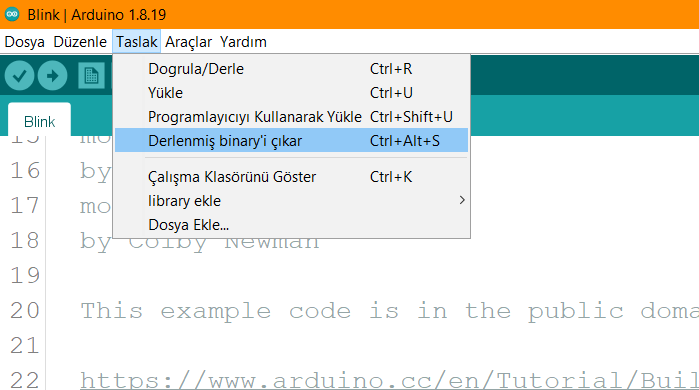 Blink | Arduino 1.8.19
Dosya Düzenle Taslak Araçlar Yardım
Dogrula/Derle Ctrl+R
Yükle Ctrl+U
Programlayıcıyı Kullanarak Yükle Ctrl+Shift+U
Derlenmiş binary'i çıkar Ctrl+Alt+S
Çalışma Klasörünü Göster Ctrl+K
library ekle
Dosya Ekle...
Blink
15 mo
16 by
17 mo
18 by Colby Newman
19
20 This example code is in the public doma
21
22 https://www.arduino.cc/en/Tutorial/Buil